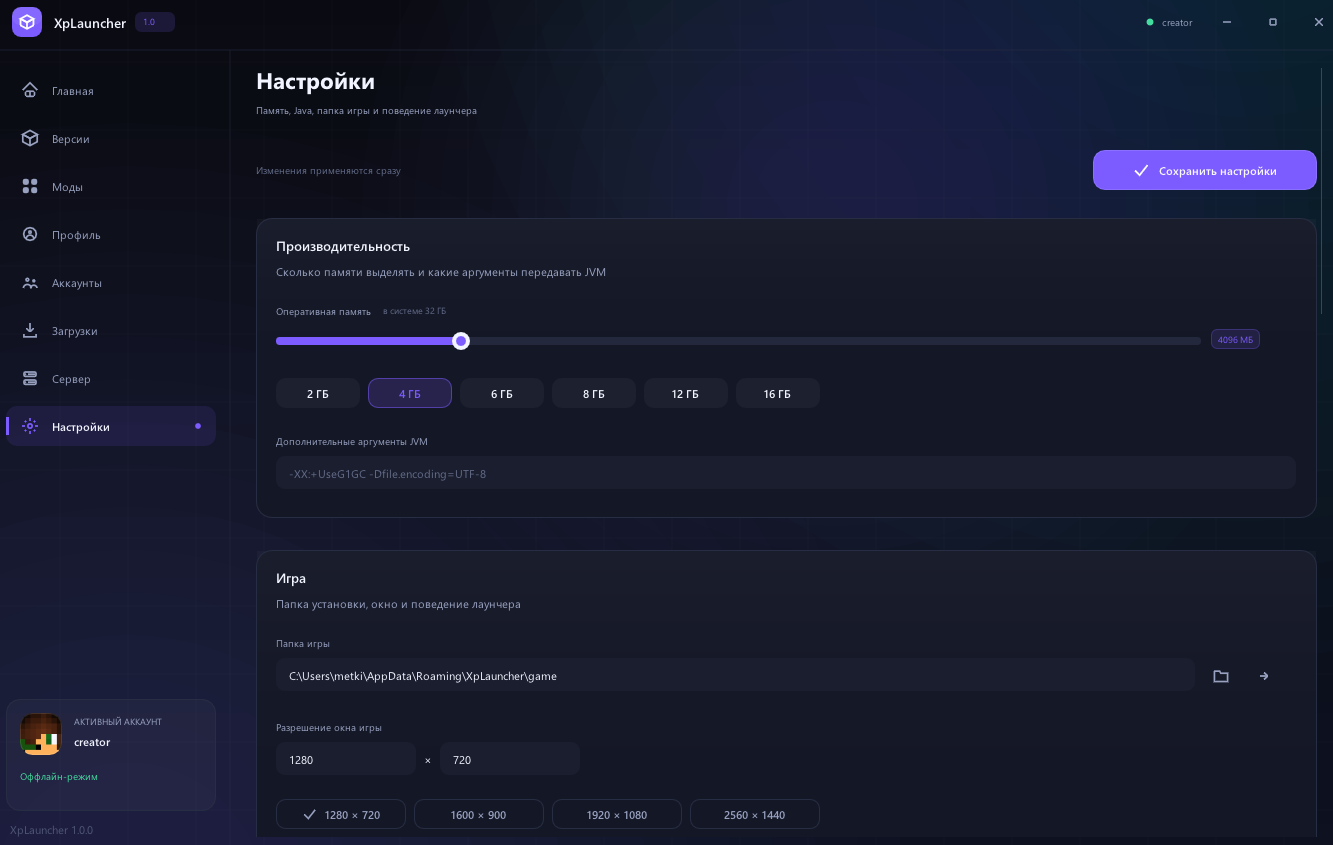 XpLauncher 1.0
creator
Главная
Версии
Моды
Профиль
Аккаунты
Загрузки
Сервер
Настройки
АКТИВНЫЙ АККАУНТ
creator
Оффлайн-режим
XpLauncher 1.0.0
Настройки
Память, Java, папка игры и поведение лаунчера
Изменения применяются сразу
Сохранить настройки
Производительность
Сколько памяти выделять и какие аргументы передавать JVM
Оперативная память в системе 32 ГБ
4096 МБ
2 ГБ 4 ГБ 6 ГБ 8 ГБ 12 ГБ 16 ГБ
Дополнительные аргументы JVM
-XX:+UseG1GC -Dfile.encoding=UTF-8
Игра
Папка установки, окно и поведение лаунчера
Папка игры
C:\Users\metki\AppData\Roaming\XpLauncher\game
Разрешение окна игры
1280 × 720
1280 × 720 1600 × 900 1920 × 1080 2560 × 1440